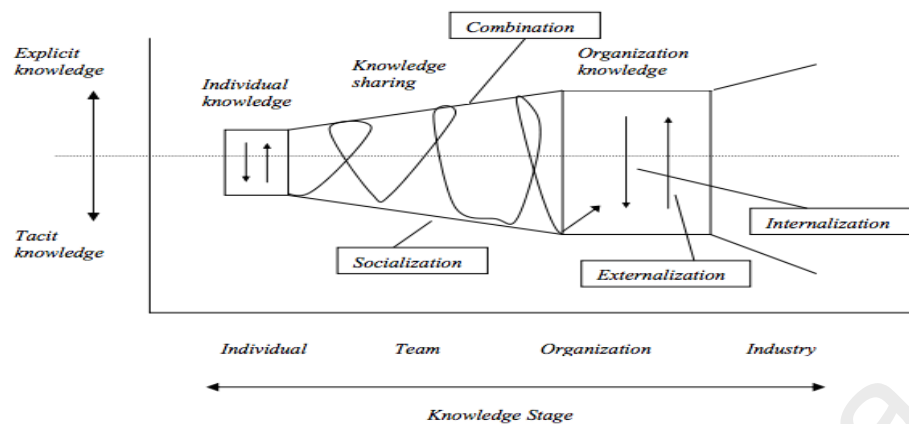 Combination
Explicit
knowledge
Knowledge
sharing
Organization
knowledge
Individual
knowledge
Internalization
Tacit
knowledge
Socialization
Externalization
Individual
Team
Organization
Industry
Knowledge Stage